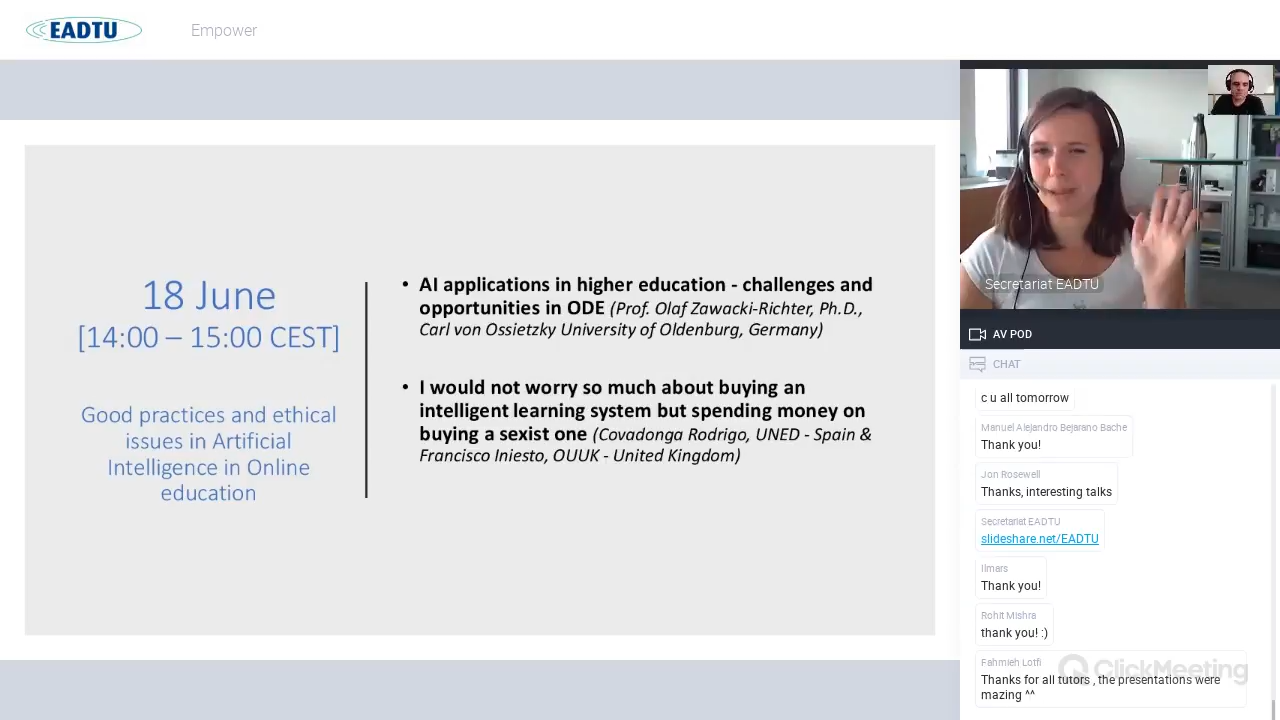 EADTU
Empower
18 June
[14:00 – 15:00 CEST]
Good practices and ethical
issues in Artificial
Intelligence in Online
education
• AI applications in higher education - challenges and
opportunities in ODE (Prof. Olaf Zawacki-Richter, Ph.D.,
Carl von Ossietzky University of Oldenburg, Germany)
• I would not worry so much about buying an
intelligent learning system but spending money on
buying a sexist one (Covadonga Rodrigo, UNED - Spain &
Francisco Iniesto, OUUK - United Kingdom)
Secretariat EADTU
AV POD
CHAT
c u all tomorrow
Manuel Alejandro Bejarano Bache
Thank you!
Jon Rosewell
Thanks, interesting talks
Secretariat EADTU
slideshare.net/EADTU
Ilmars
Thank you!
Rohit Mishra
thank you! :)
Fahmieh Lotfi
Thanks for all tutors , the presentations were
mazing ^^
ClickMeeting